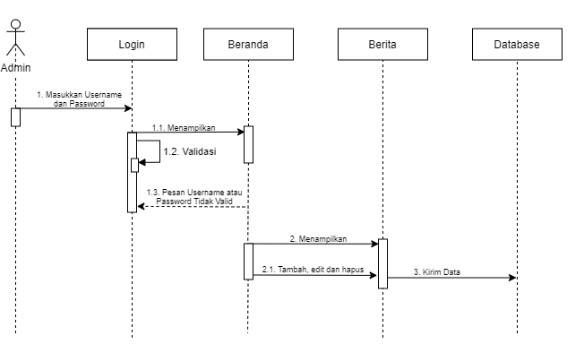 Login
Beranda
Berita
Database
Admin
1. Masukkan Username
dan Password
1.1. Menampilkan
1.2. Validasi
1.3. Pesan Username atau
Password Tidak Valid
2. Menampilkan
2.1. Tambah, edit dan hapus
3. Kirim Data